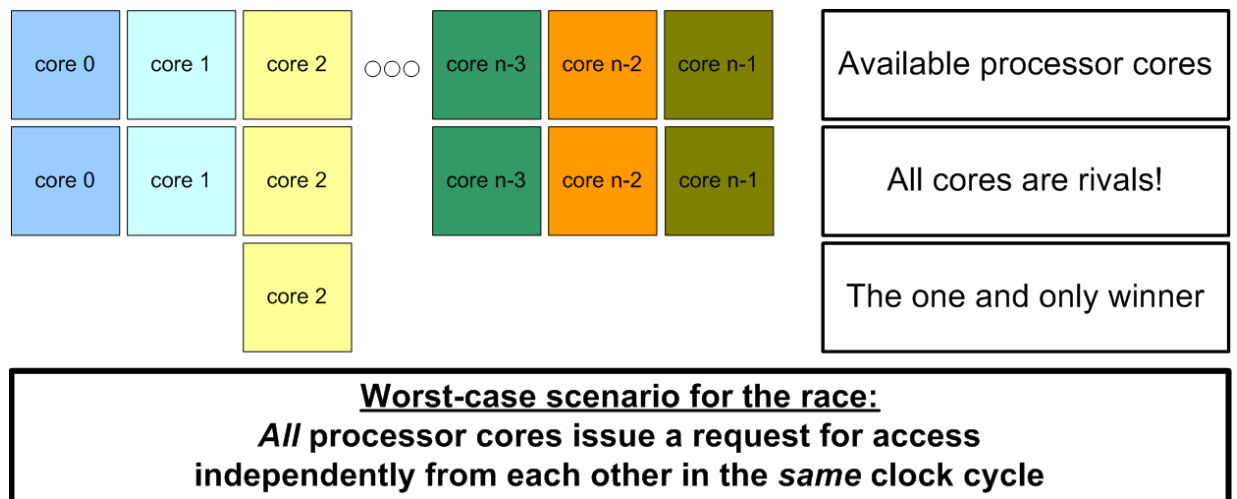 core 0 core 1 core 2 ○○○ core n-3 core n-2 core n-1 Available processor cores
core 0 core 1 core 2 core n-3 core n-2 core n-1 All cores are rivals!
core 2 The one and only winner
Worst-case scenario for the race:
All processor cores issue a request for access
independently from each other in the same clock cycle